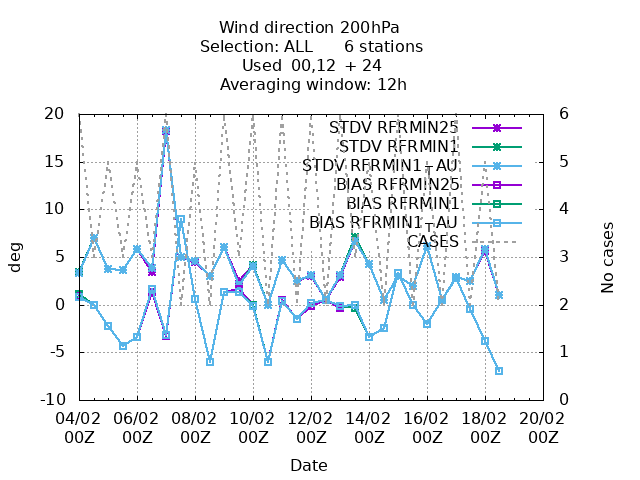 Wind direction 200hPa
Selection: ALL 6 stations
Used 00,12 + 24
Averaging window: 12h
20 6
STDV RFRMIN25
STDV RFRMIN1
15 5
STDV RFRMIN1_AU
BIAS RFRMIN25
BIAS RFRMIN1
10 4
BIAS RFRMIN1_AU
CASES
5 3
deg No cases
0 2
-5 1
-10 0
04/02 06/02 08/02 10/02 12/02 14/02 16/02 18/02 20/02
00Z 00Z 00Z 00Z 00Z 00Z 00Z 00Z 00Z
Date